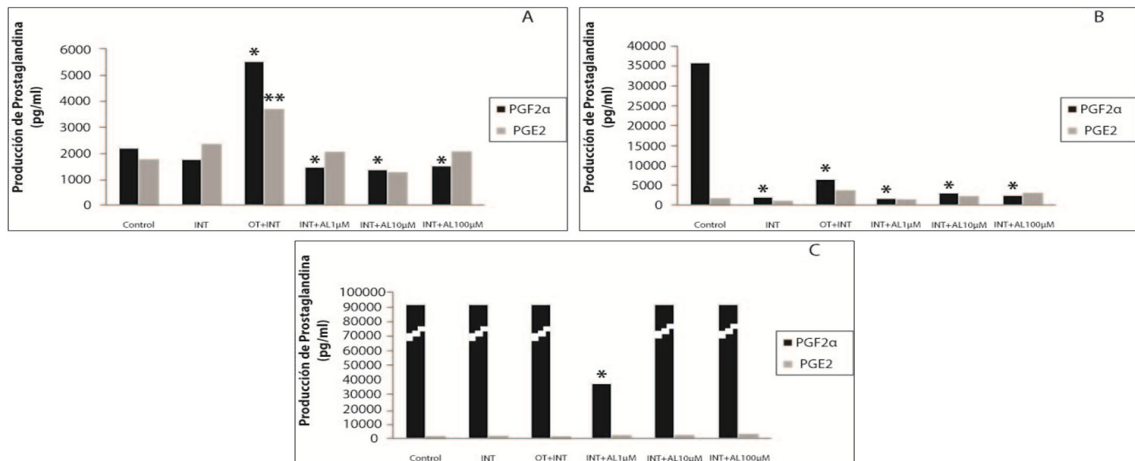 A
Producción de Prostaglandina
(pg/ml)
6000
5000
4000
3000
2000
1000
0
*
**
*
*
*
Control INT OT+INT INT+AL1µM INT+AL10µM INT+AL100µM
PGF2α
PGE2
B
Producción de Prostaglandina
(pg/ml)
40000
35000
30000
25000
20000
15000
10000
5000
0
*
*
*
*
*
Control INT OT+INT INT+AL1µM INT+AL10µM INT+AL100µM
PGF2α
PGE2
C
Producción de Prostaglandina
(pg/ml)
100000
90000
80000
70000
60000
50000
40000
30000
20000
10000
0
*
Control INT OT+INT INT+AL1µM INT+AL10µM INT+AL100µM
PGF2α
PGE2